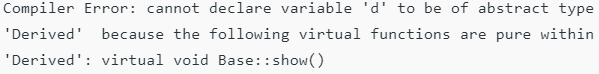 Compiler Error: cannot declare variable 'd' to be of abstract type
'Derived'  because the following virtual functions are pure within
'Derived': virtual void Base::show()